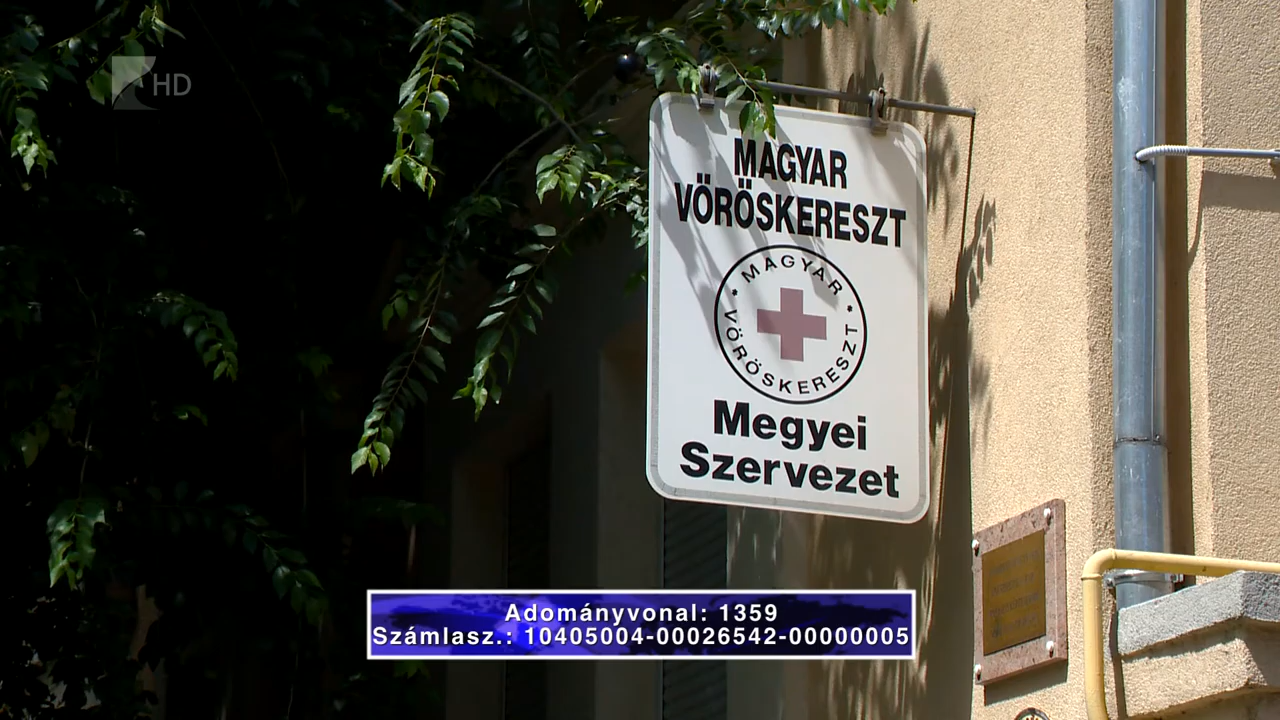 HD
MAGYAR
VÖRÖSKERESZT
MAGYAR
VÖRÖSKERESZT
Megyei
Szervezet
Adományvonal: 1359
Számlasz.: 10405004-00026542-00000005